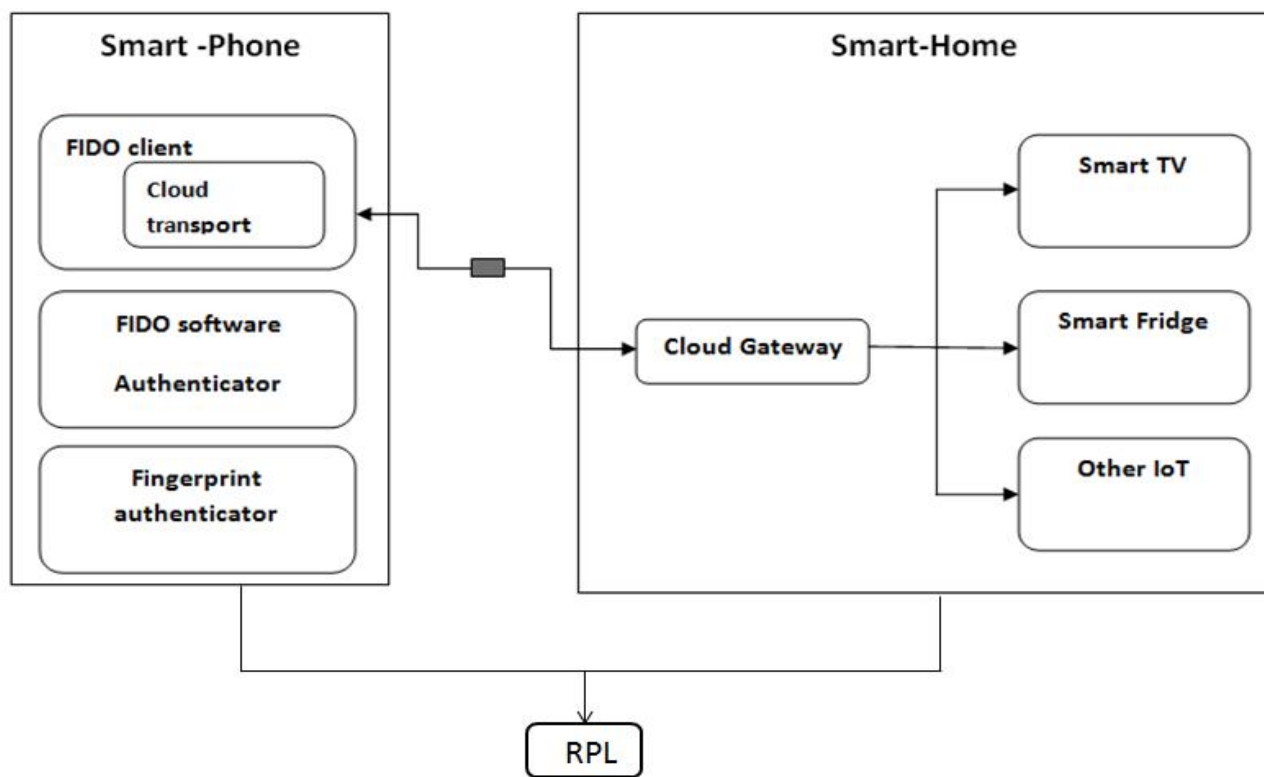 Smart -Phone
FIDO client
Cloud
transport
FIDO software
Authenticator
Fingerprint
authenticator
Smart-Home
Cloud Gateway
Smart TV
Smart Fridge
Other IoT
RPL